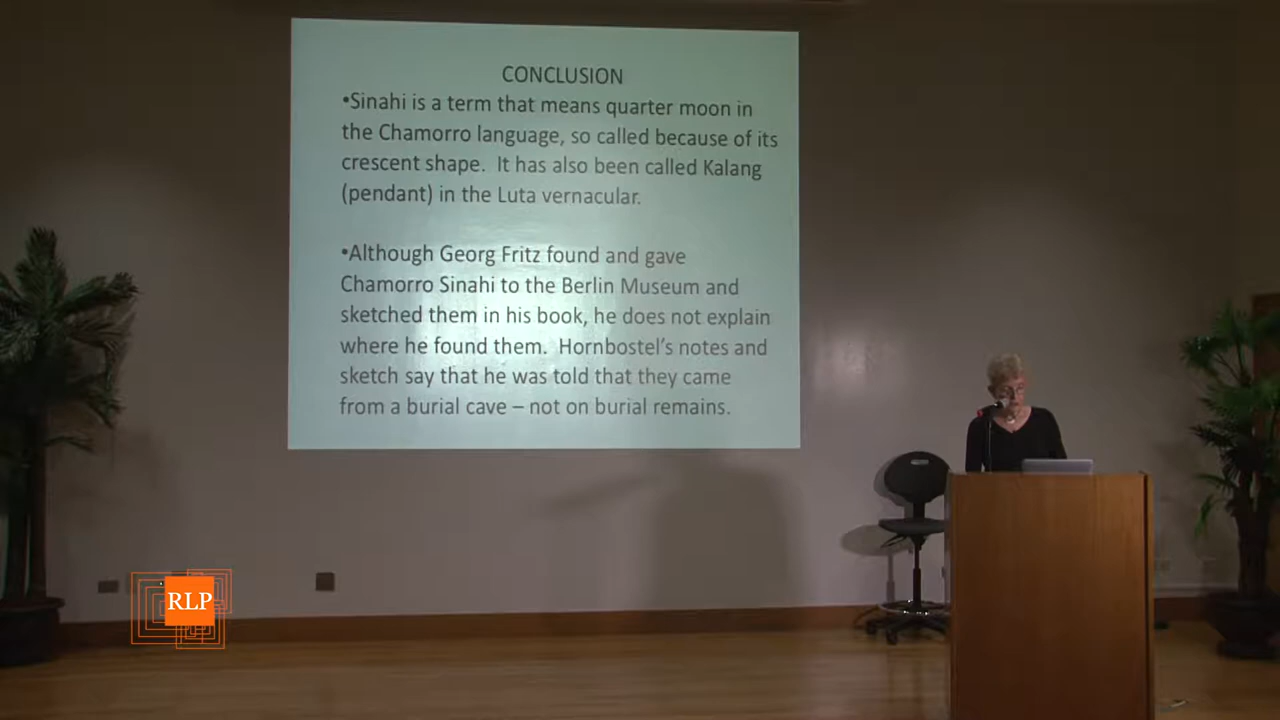 CONCLUSION
•Sinahi is a term that means quarter moon in
the Chamorro language, so called because of its
crescent shape.  It has also been called Kalang
(pendant) in the Luta vernacular.
•Although Georg Fritz found and gave
Chamorro Sinahi to the Berlin Museum and
sketched them in his book, he does not explain
where he found them.  Hornbostel’s notes and
sketch say that he was told that they came
from a burial cave – not on burial remains.
RLP